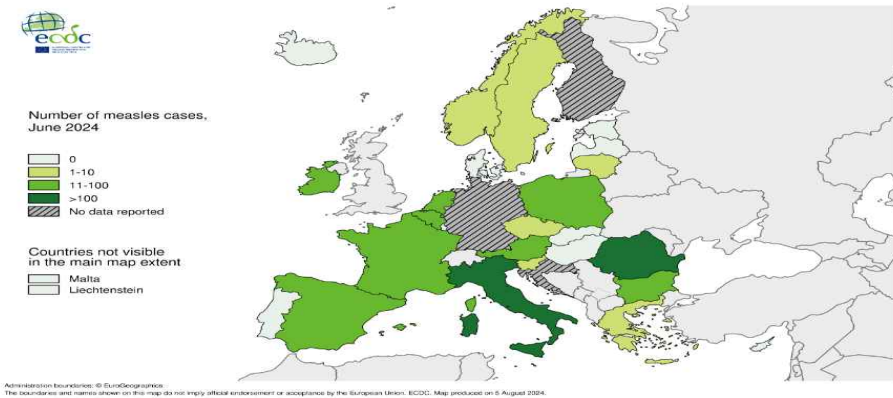 ecdc
Number of measles cases,
June 2024
0
1-10
11-100
>100
No data reported
Countries not visible
in the main map extent
Malta
Liechtenstein
Administration boundaries: © EuroGeographics
The boundaries and names shown on this map do not imply official endorsement or acceptance by the European Union. ECDC. Map produced on 5 August 2024.